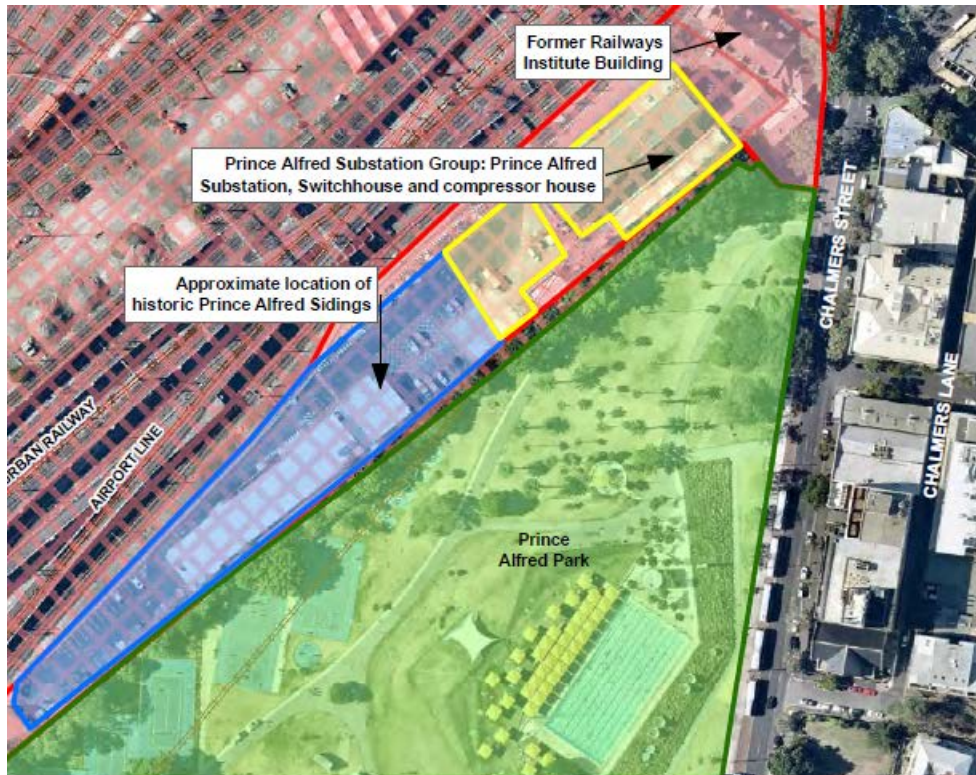 Former Railways
Institute Building
Prince Alfred Substation Group: Prince Alfred
Substation, Switchhouse and compressor house
Approximate location of
historic Prince Alfred Sidings
CHALMERS STREET
CHALMERS LANE
URBAN RAILWAY
AIRPORT LINE
Prince
Alfred Park